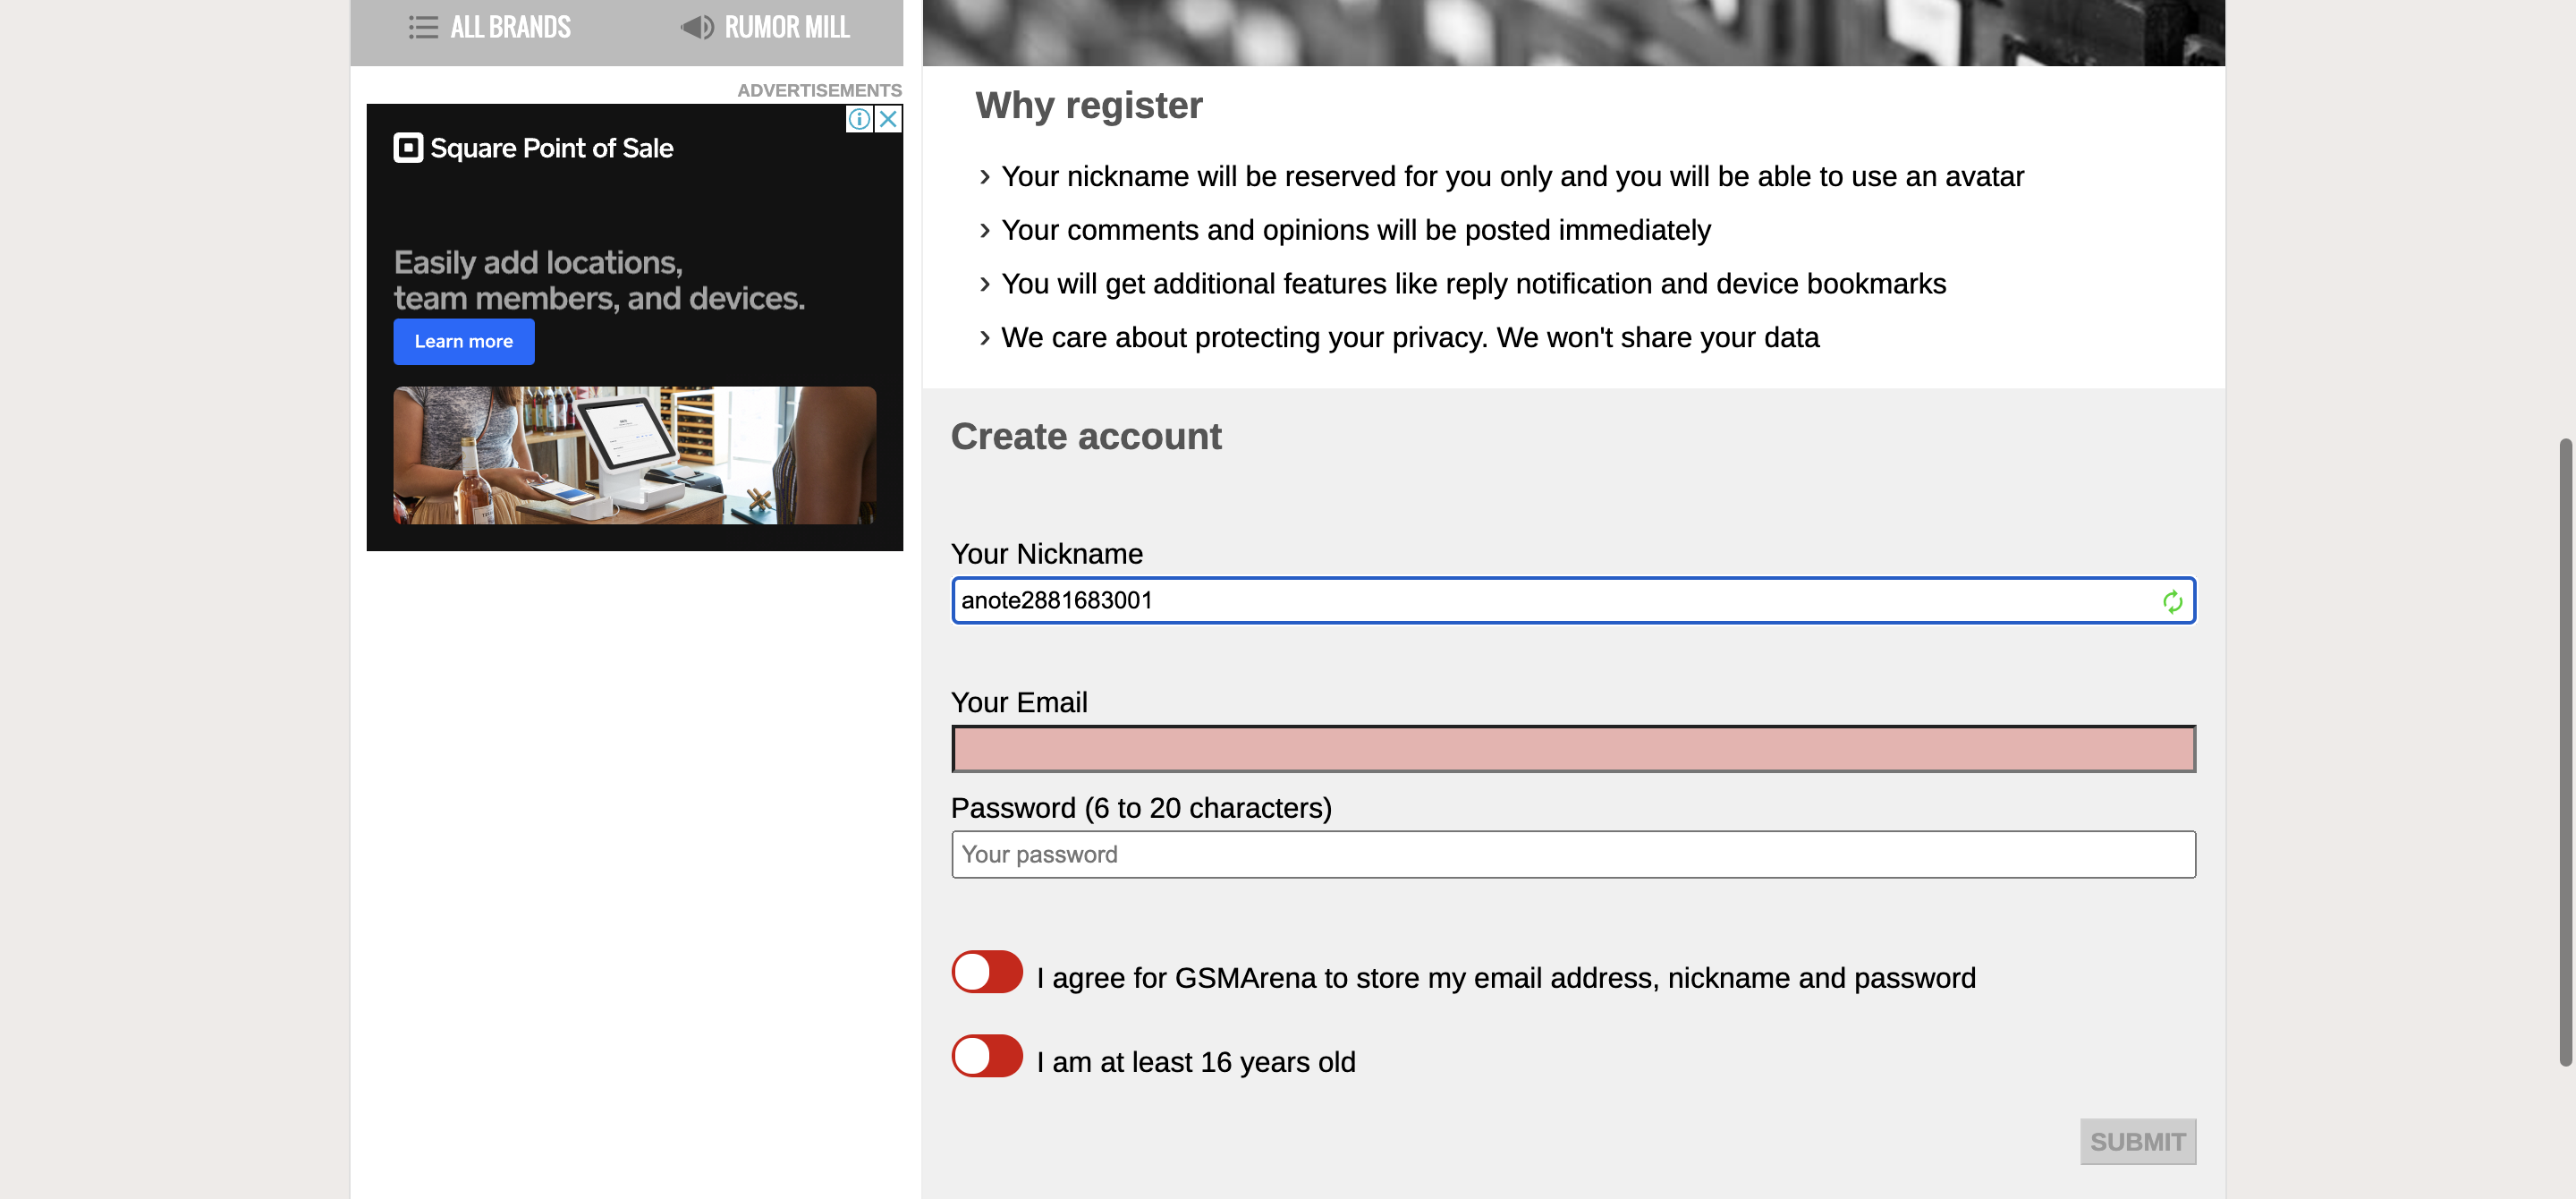 ALL BRANDS
RUMOR MILL
ADVERTISEMENTS
Square Point of Sale
Easily add locations,
team members, and devices.
Learn more
Why register
Your nickname will be reserved for you only and you will be able to use an avatar
Your comments and opinions will be posted immediately
You will get additional features like reply notification and device bookmarks
We care about protecting your privacy. We won't share your data
Create account
Your Nickname
anote2881683001
Your Email
Password (6 to 20 characters)
Your password
I agree for GSMArena to store my email address, nickname and password
I am at least 16 years old
SUBMIT